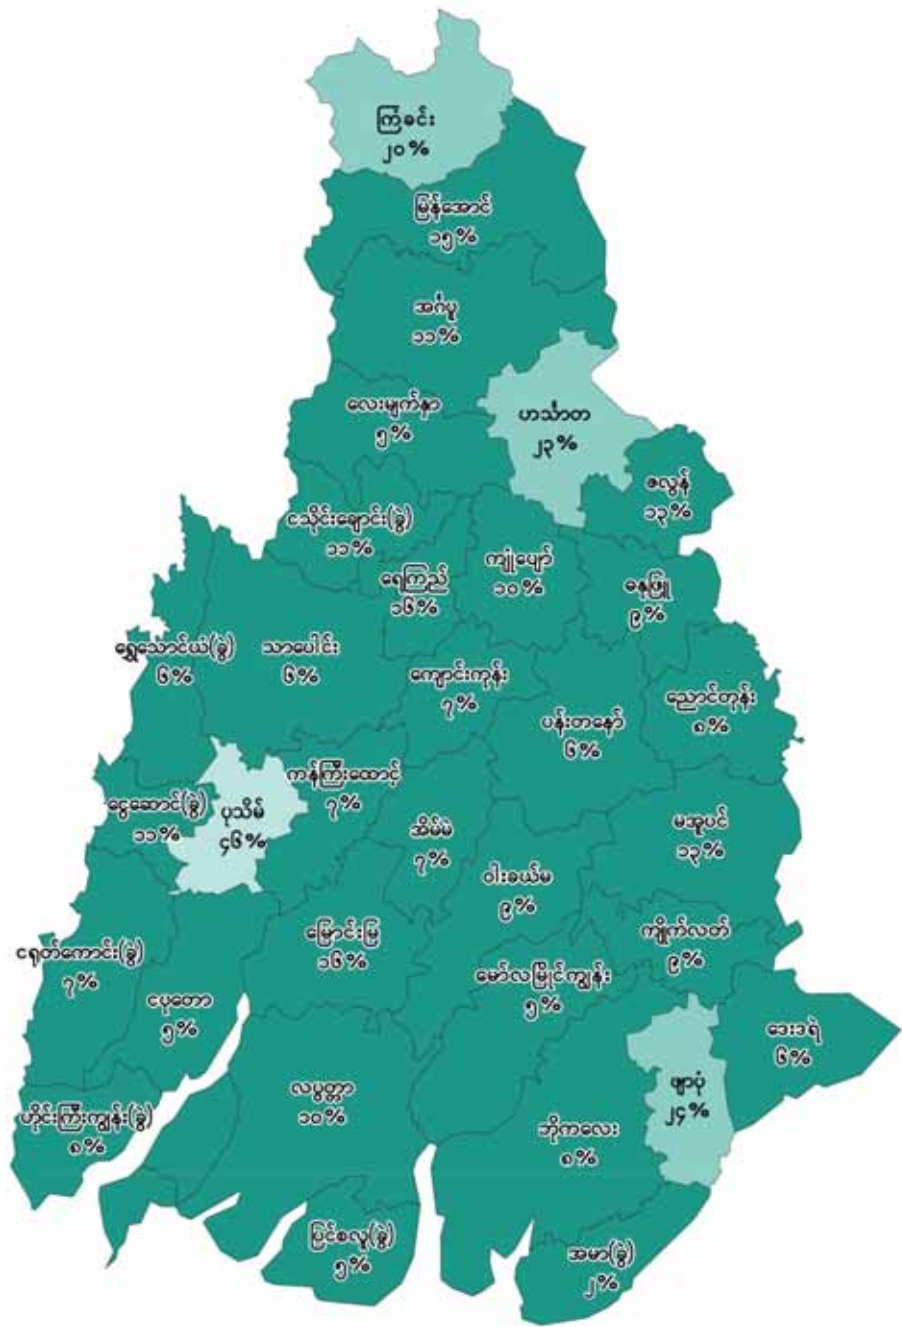 ကြံခင်း
၂၀%
မြန်အောင်
၁၅%
အင်္ဂပူ
၁၁%
လေးမျက်နှာ
၅%
ဟင်္သာတ
၂၃%
ဇလွန်
၁၃%
ငသိုင်းချောင်း(ခွဲ)
၁၁%
ရေကြည်
၁၆%
ကျုံပျော်
၁၀%
ဓနုဖြူ
၉%
ရွှေသောင်ယံ(ခွဲ)
၆%
သာပေါင်း
၆%
ကျောင်းကုန်း
၇%
ပန်းတနော်
၆%
ညောင်တုန်း
၈%
ငွေဆောင်(ခွဲ)
၁၁%
ပုသိမ်
၄၆%
ကန်ကြီးထောင့်
၇%
အိမ်မဲ
၇%
မအူပင်
၁၃%
ဝါးခယ်မ
၉%
ငရုတ်ကောင်း(ခွဲ)
၇%
မြောင်းမြ
၁၆%
ကျိုက်လတ်
၉%
မော်လမြိုင်ကျွန်း
၅%
ငပုတော
၅%
ဒေးဒရဲ
၆%
ဟိုင်းကြီးကျွန်း(ခွဲ)
၈%
လပွတ္တာ
၁၀%
ဖျာပုံ
၂၄%
ဘိုကလေး
၈%
ပြင်စလူ(ခွဲ)
၅%
အမာ(ခွဲ)
၂%